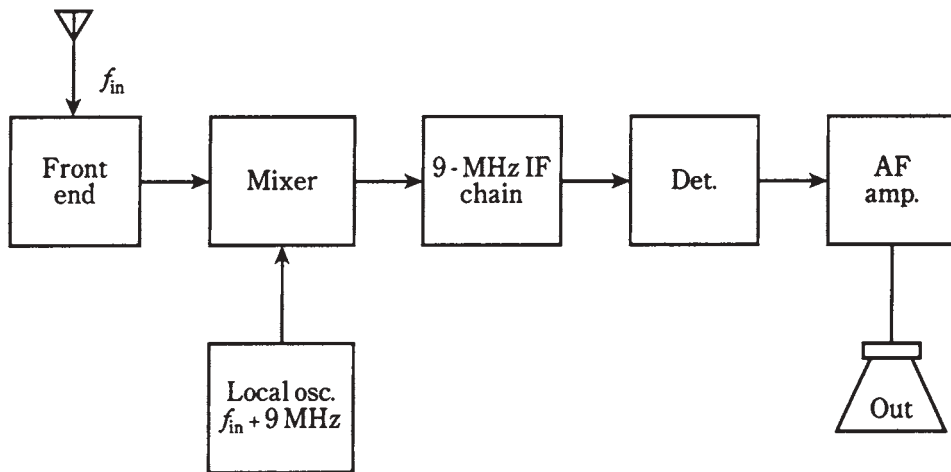 f_in
Front
end
Mixer
9 - MHz IF
chain
Det.
AF
amp.
Local osc.
f_in + 9 MHz
Out